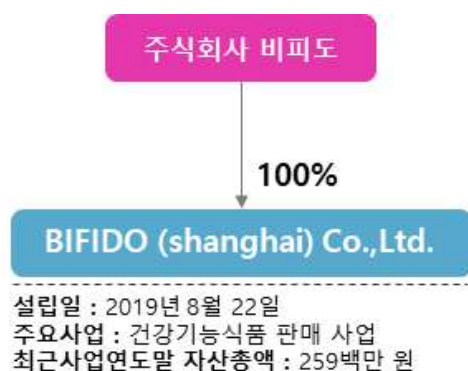 주식회사 비피도
100%
BIFIDO (shanghai) Co.,Ltd.
설립일 : 2019년 8월 22일
주요사업 : 건강기능식품 판매 사업
최근사업연도말 자산총액 : 259백만 원